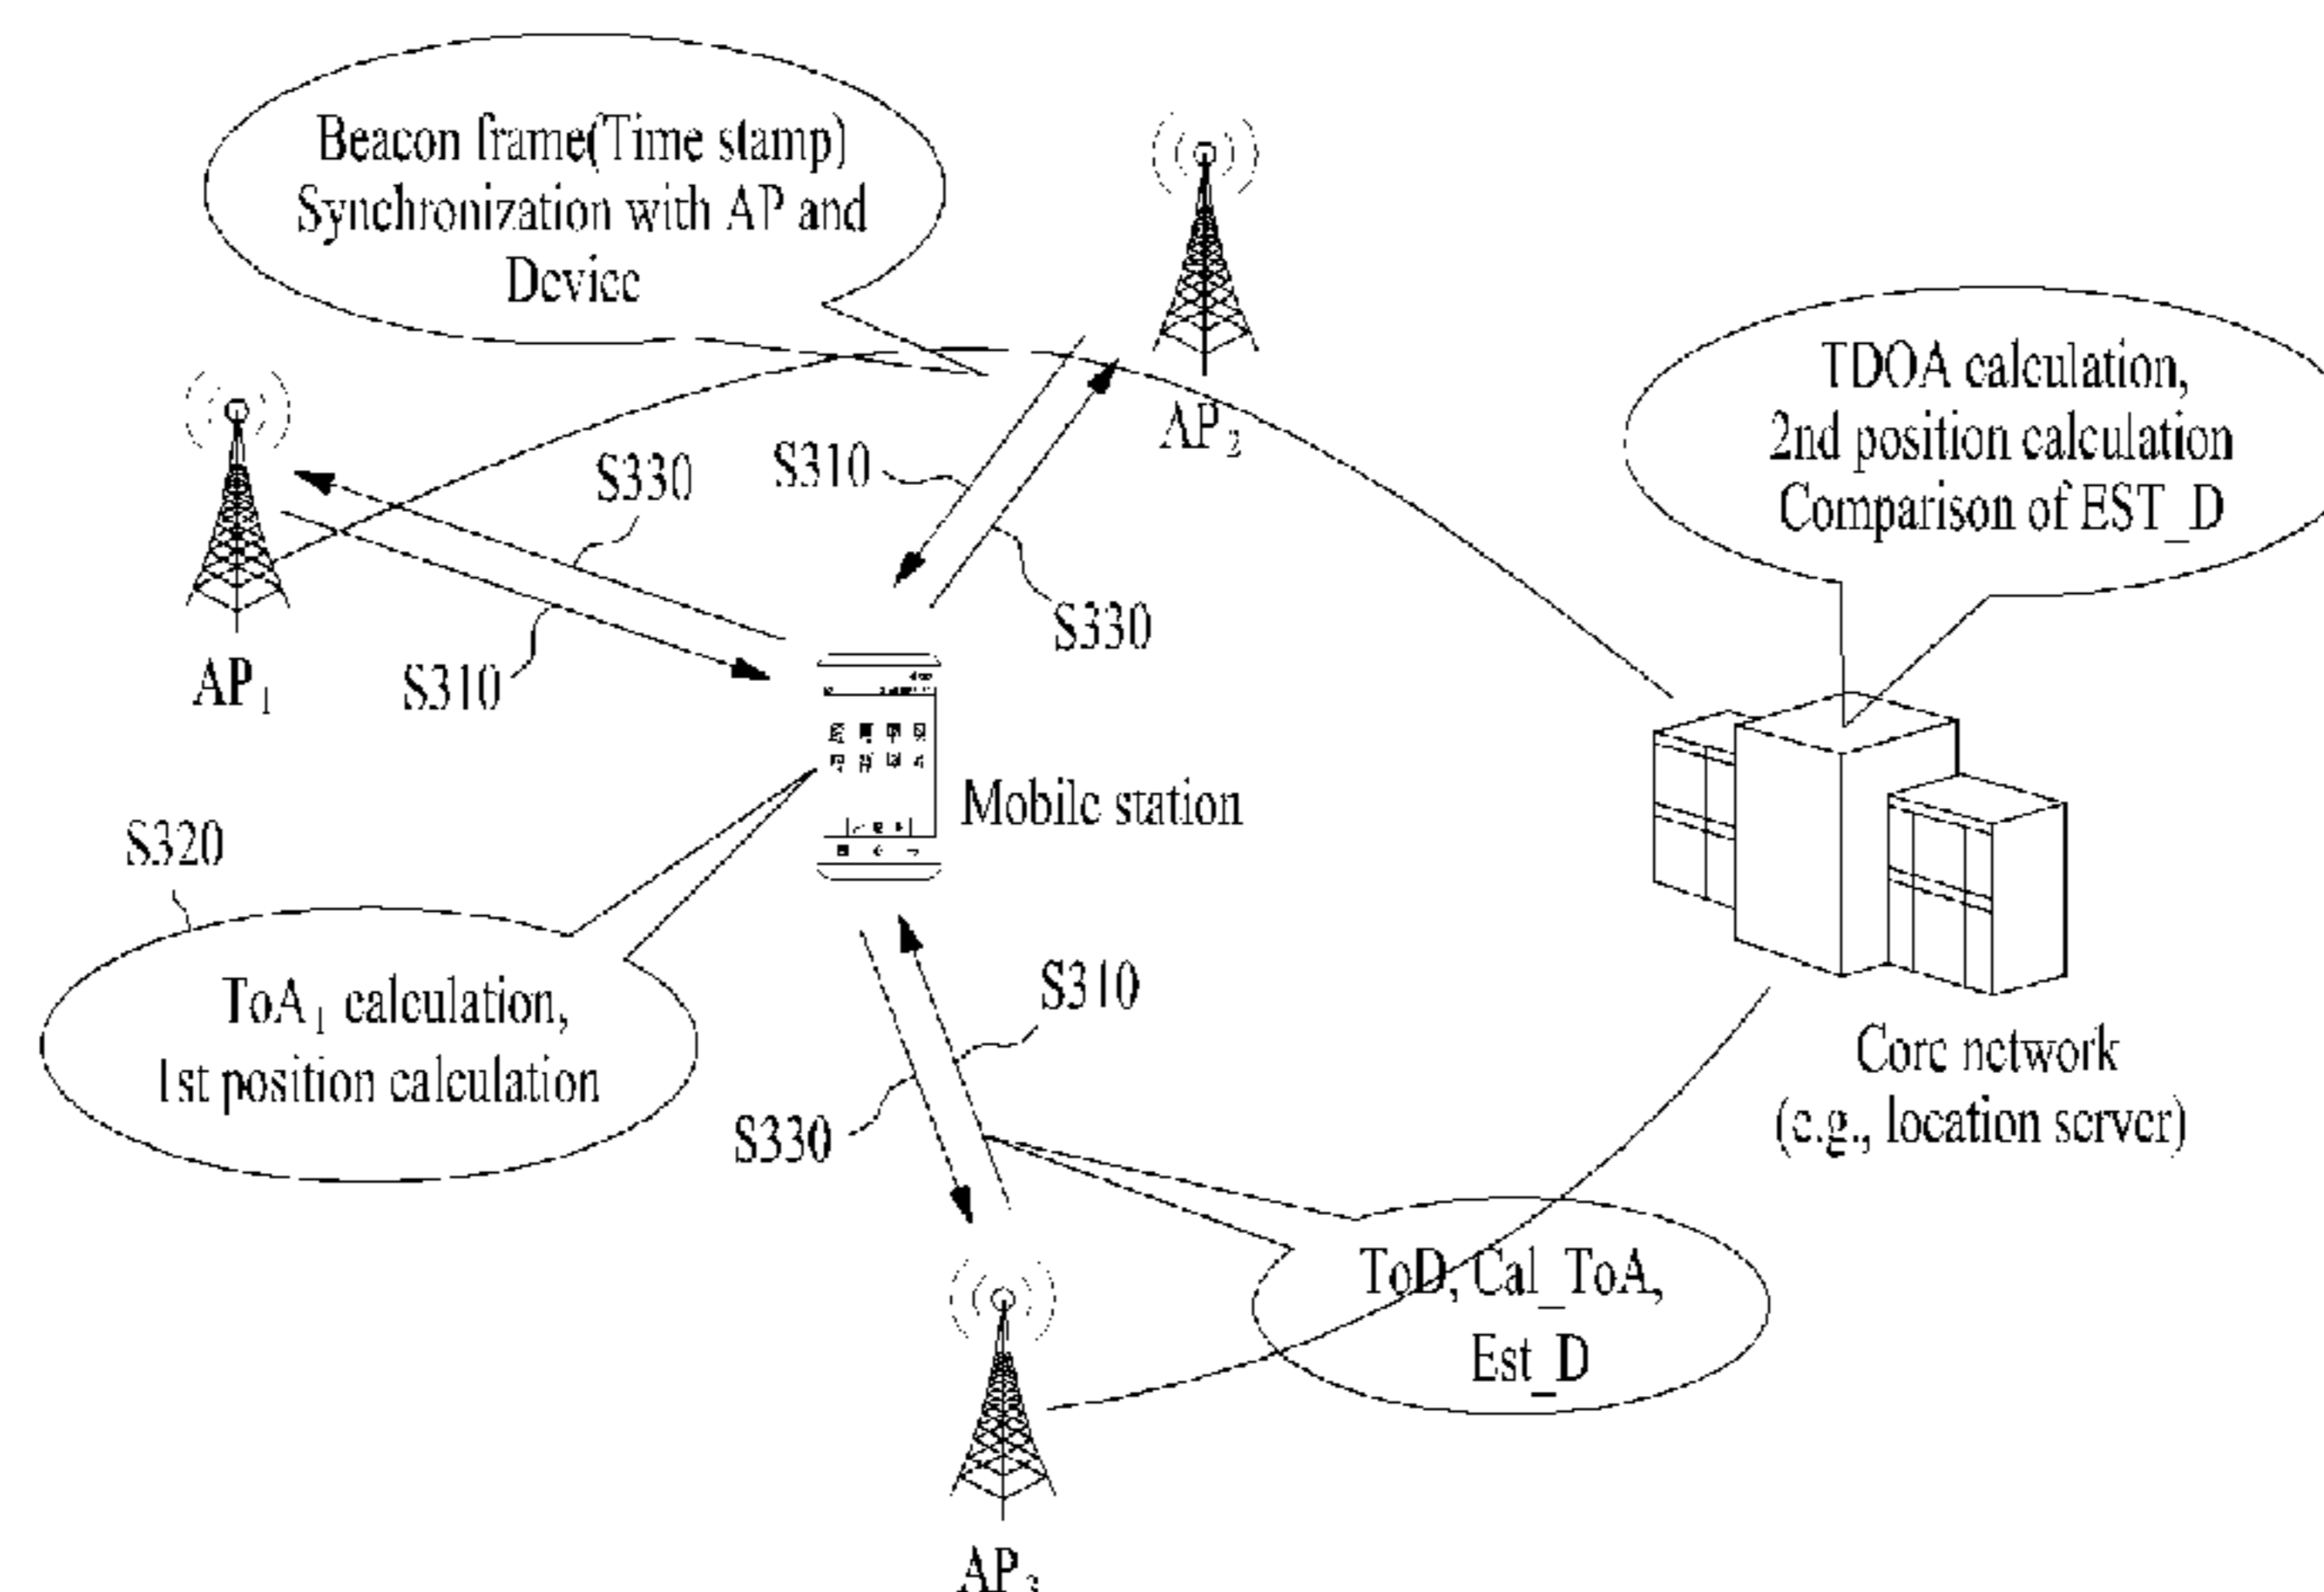 Beacon frame(Time stamp)
Synchronization with AP and
Device
AP₂
TDOA calculation,
2nd position calculation
Comparison of EST_D
S330
S310
S330
S310
AP₁
Mobile station
S320
ToA₁ calculation,
1st position calculation
S310
S330
Core network
(e.g., location server)
ToD, Cal_ToA,
Est_D
AP₃